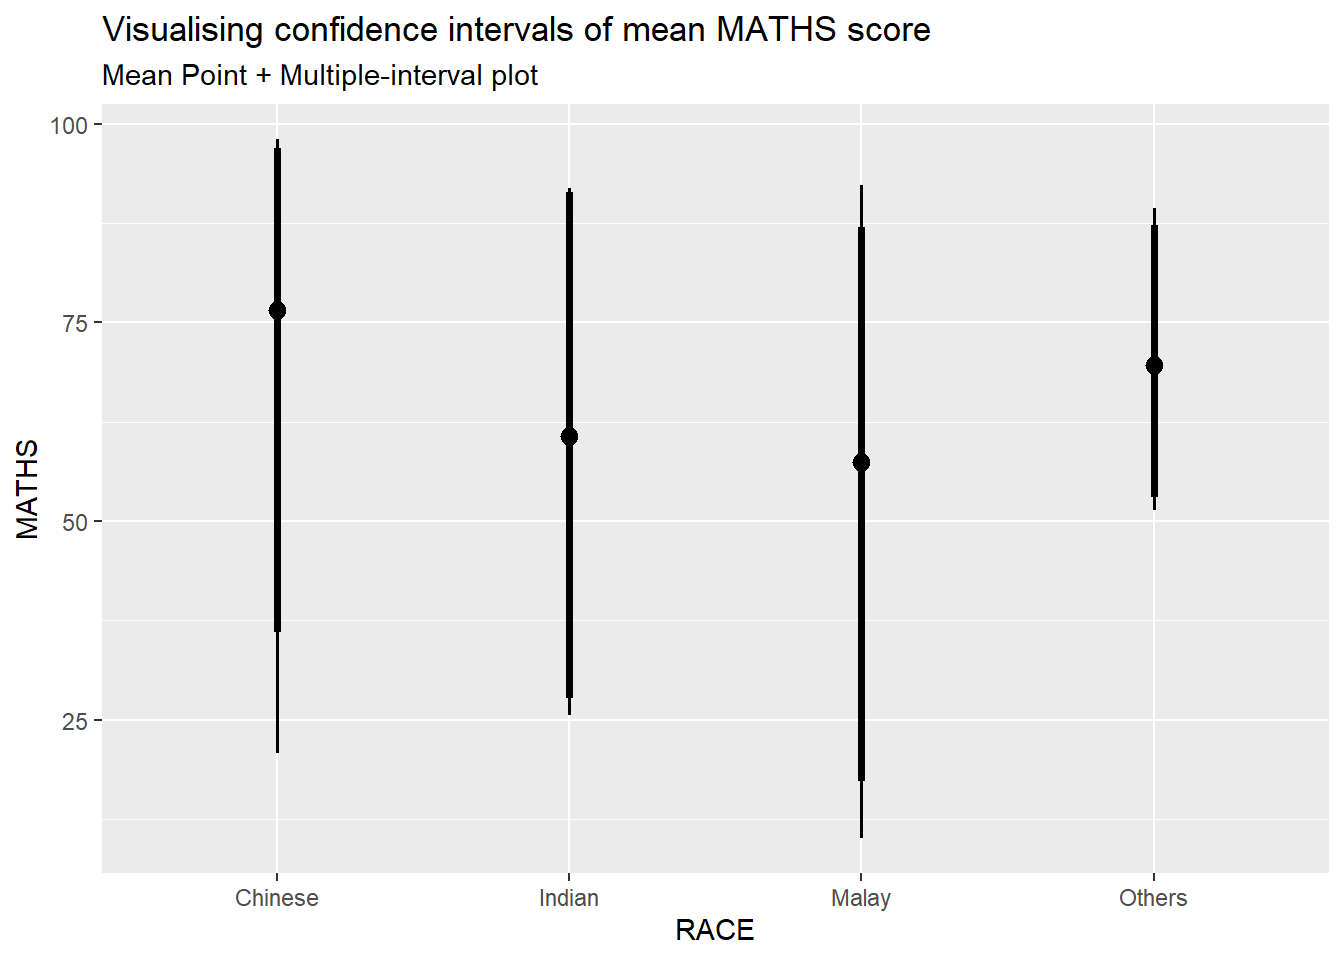 Visualising confidence intervals of mean MATHS score
Mean Point + Multiple-interval plot
MATHS
100
75
50
25
Chinese Indian Malay Others
RACE